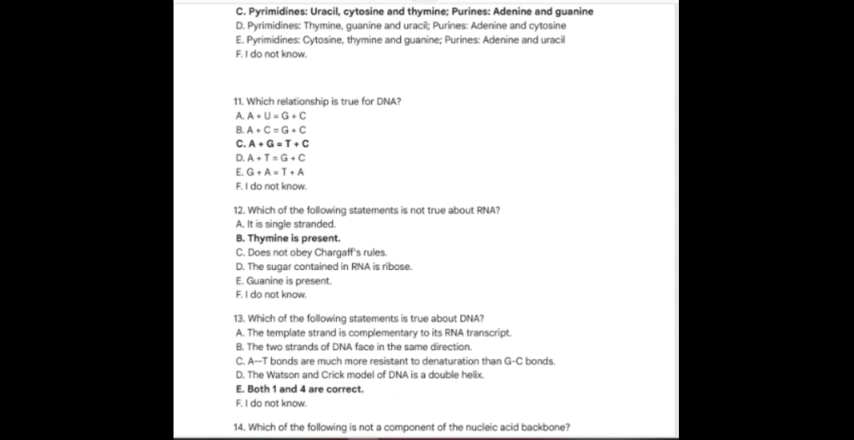 C. Pyrimidines: Uracil, cytosine and thymine; Purines: Adenine and guanine
D. Pyrimidines: Thymine, guanine and uracil; Purines: Adenine and cytosine
E. Pyrimidines: Cytosine, thymine and guanine; Purines: Adenine and uracil
F. I do not know.
11. Which relationship is true for DNA?
A. A + U = G + C
B. A + C = G + C
C. A + G = T + C
D. A + T = G + C
E. G + A = T + A
F. I do not know.
12. Which of the following statements is not true about RNA?
A. It is single stranded.
B. Thymine is present.
C. Does not obey Chargaff's rules.
D. The sugar contained in RNA is ribose.
E. Guanine is present.
F. I do not know.
13. Which of the following statements is true about DNA?
A. The template strand is complementary to its RNA transcript.
B. The two strands of DNA face in the same direction.
C. A—T bonds are much more resistant to denaturation than G-C bonds.
D. The Watson and Crick model of DNA is a double helix.
E. Both 1 and 4 are correct.
F. I do not know.
14. Which of the following is not a component of the nucleic acid backbone?